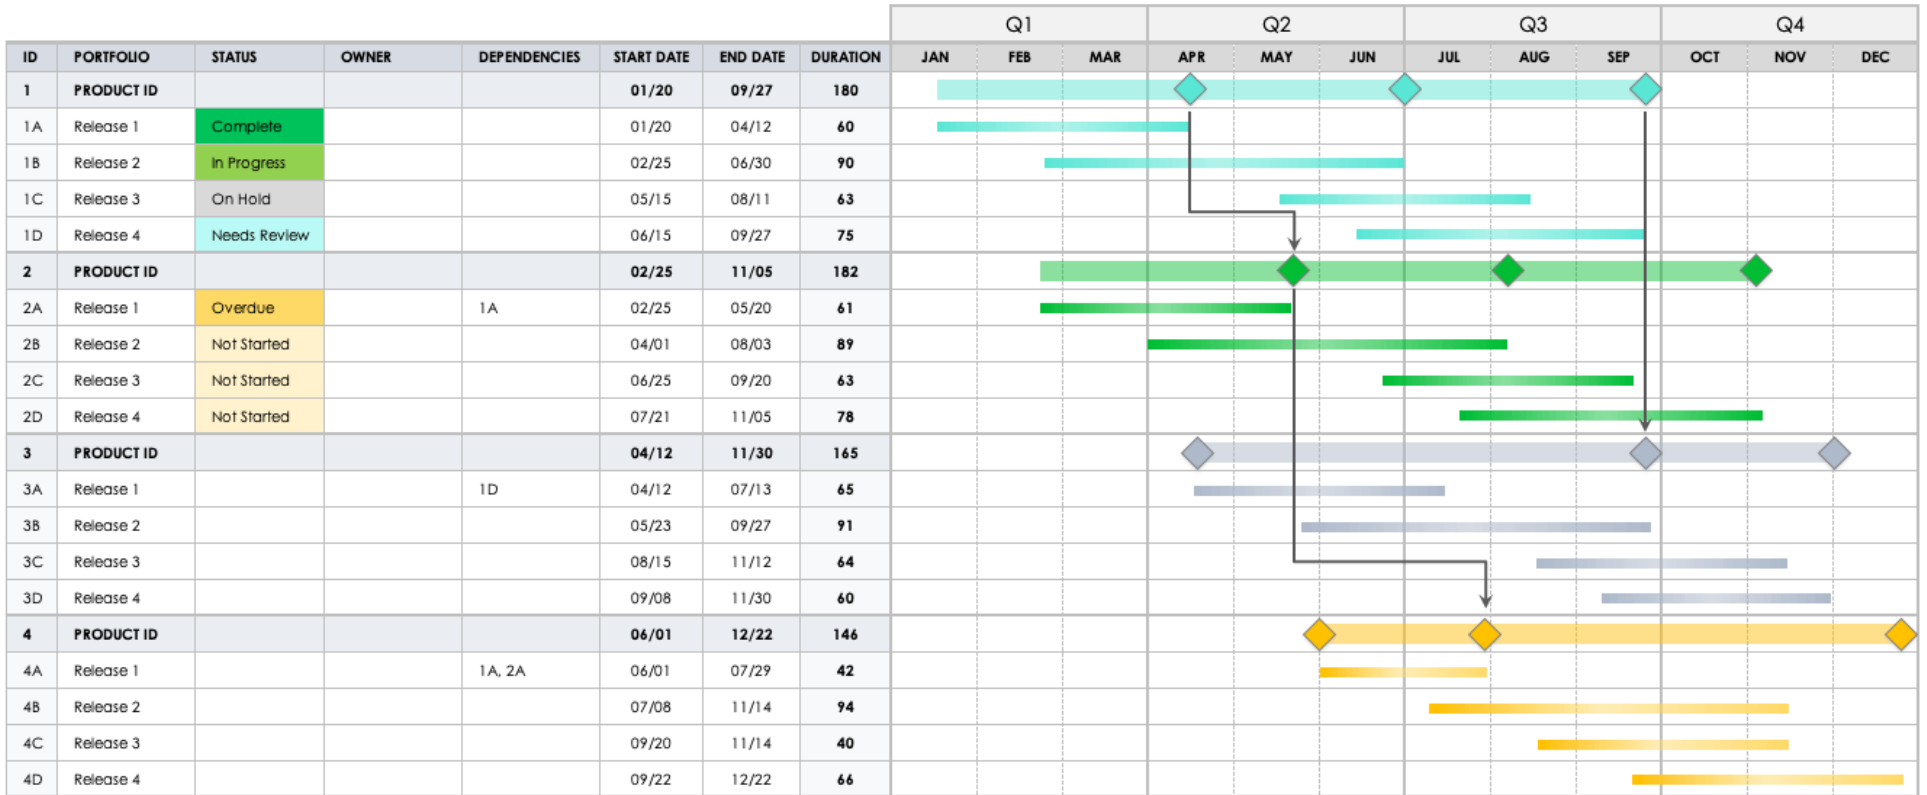 Q1 Q2 Q3 Q4
ID PORTFOLIO STATUS OWNER DEPENDENCIES START DATE END DATE DURATION JAN FEB MAR APR MAY JUN JUL AUG SEP OCT NOV DEC
1 PRODUCT ID 01/20 09/27 180
1A Release 1 Complete 01/20 04/12 60
1B Release 2 In Progress 02/25 06/30 90
1C Release 3 On Hold 05/15 08/11 63
1D Release 4 Needs Review 06/15 09/27 75
2 PRODUCT ID 02/25 11/05 182
2A Release 1 Overdue 1A 02/25 05/20 61
2B Release 2 Not Started 04/01 08/03 89
2C Release 3 Not Started 06/25 09/20 63
2D Release 4 Not Started 07/21 11/05 78
3 PRODUCT ID 04/12 11/30 165
3A Release 1 1D 04/12 07/13 65
3B Release 2 05/23 09/27 91
3C Release 3 08/15 11/12 64
3D Release 4 09/08 11/30 60
4 PRODUCT ID 06/01 12/22 146
4A Release 1 1A, 2A 06/01 07/29 42
4B Release 2 07/08 11/14 94
4C Release 3 09/20 11/14 40
4D Release 4 09/22 12/22 66